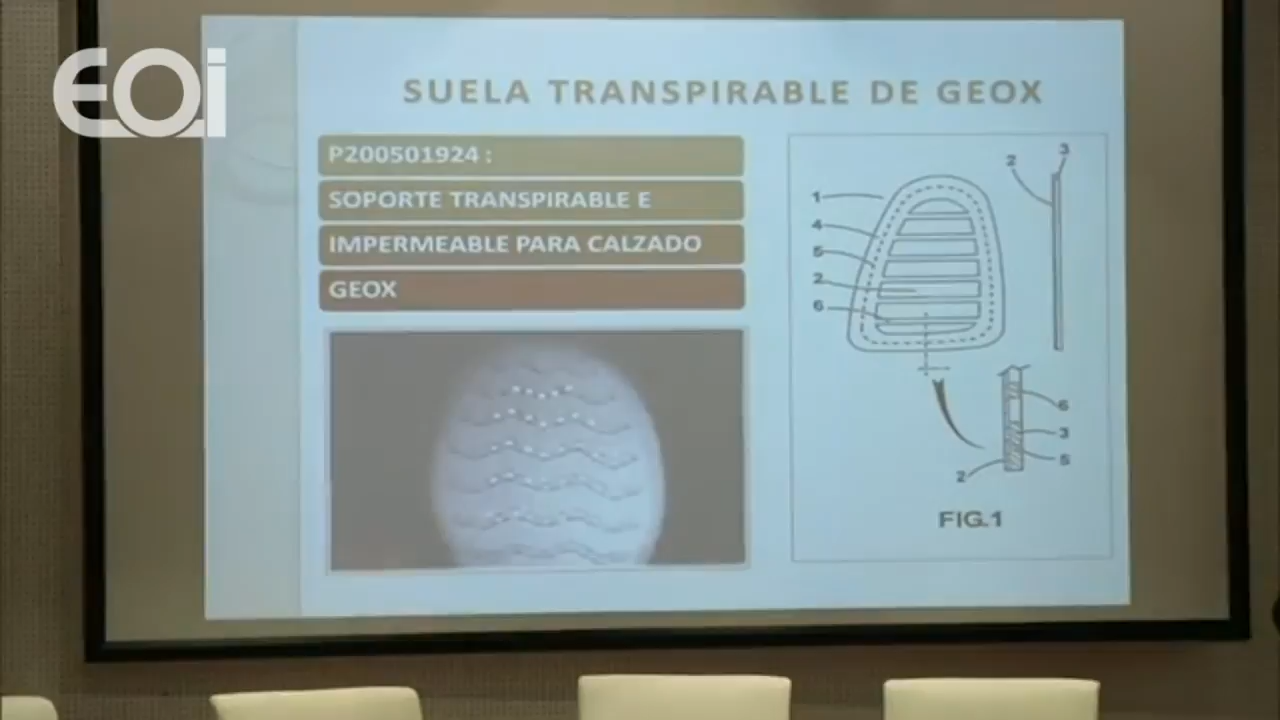 EOi
SUELA TRANSPIRABLE DE GEOX
P200501924 :
SOPORTE TRANSPIRABLE E
IMPERMEABLE PARA CALZADO
GEOX
1
4
5
2
6
2
3
6
3
5
2
FIG.1